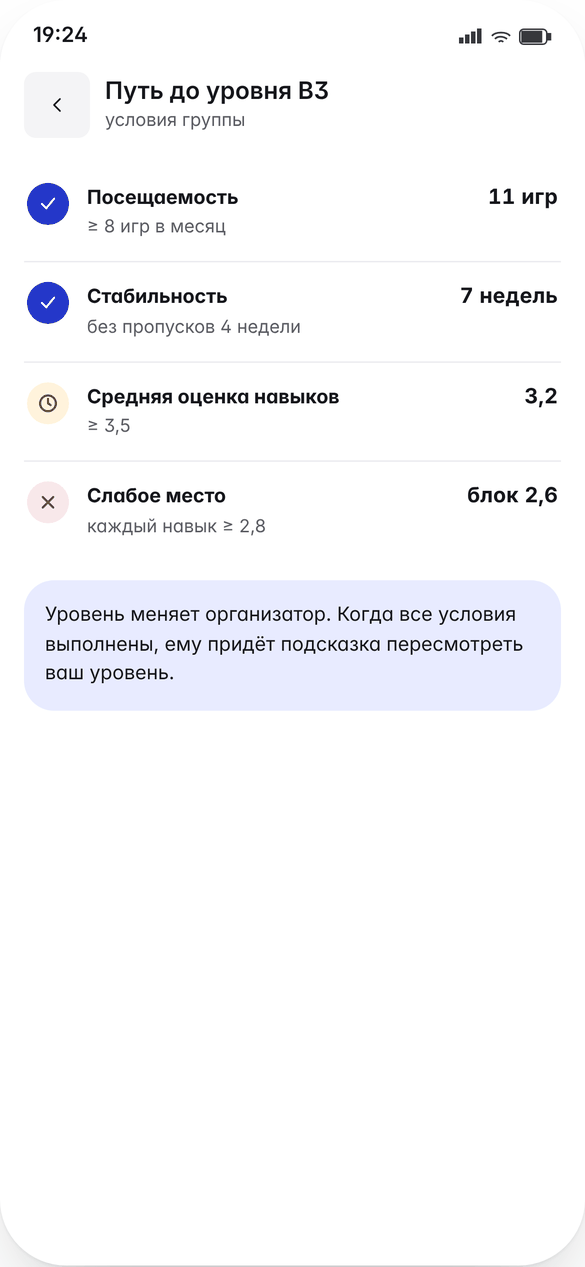 19:24
Путь до уровня B3
условия группы
Посещаемость
11 игр
≥ 8 игр в месяц
Стабильность
7 недель
без пропусков 4 недели
Средняя оценка навыков
3,2
≥ 3,5
Слабое место
блок 2,6
каждый навык ≥ 2,8
Уровень меняет организатор. Когда все условия
выполнены, ему придёт подсказка пересмотреть
ваш уровень.